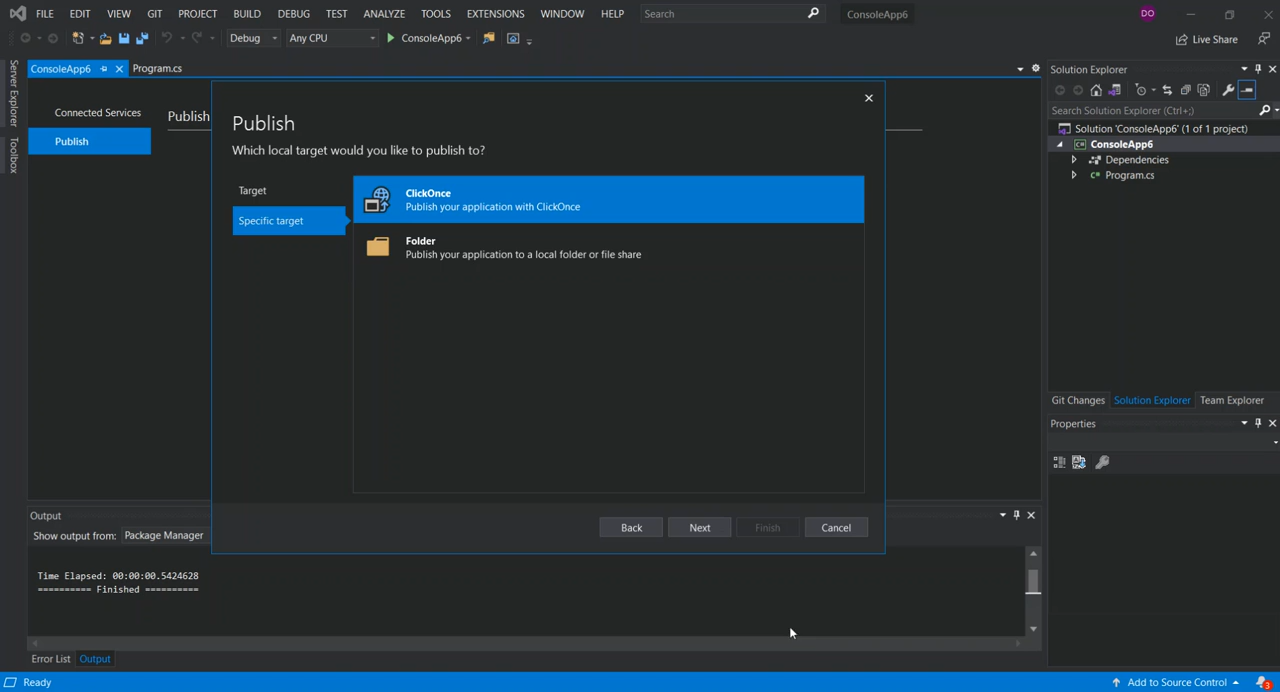 FILE EDIT VIEW GIT PROJECT BUILD DEBUG TEST ANALYZE TOOLS EXTENSIONS WINDOW HELP Search ConsoleApp6 DO
Debug Any CPU ConsoleApp6 Live Share
Server Explorer
Toolbox
ConsoleApp6 Program.cs
Connected Services
Publish
Publish
Publish
Which local target would you like to publish to?
Target
Specific target
ClickOnce
Publish your application with ClickOnce
Folder
Publish your application to a local folder or file share
Back Next Finish Cancel
Solution Explorer
Search Solution Explorer (Ctrl+;)
Solution 'ConsoleApp6' (1 of 1 project)
ConsoleApp6
Dependencies
C# Program.cs
Git Changes Solution Explorer Team Explorer
Properties
Output
Show output from: Package Manager
Time Elapsed: 00:00:00.5424628
========== Finished ==========
Error List Output
Ready Add to Source Control 3